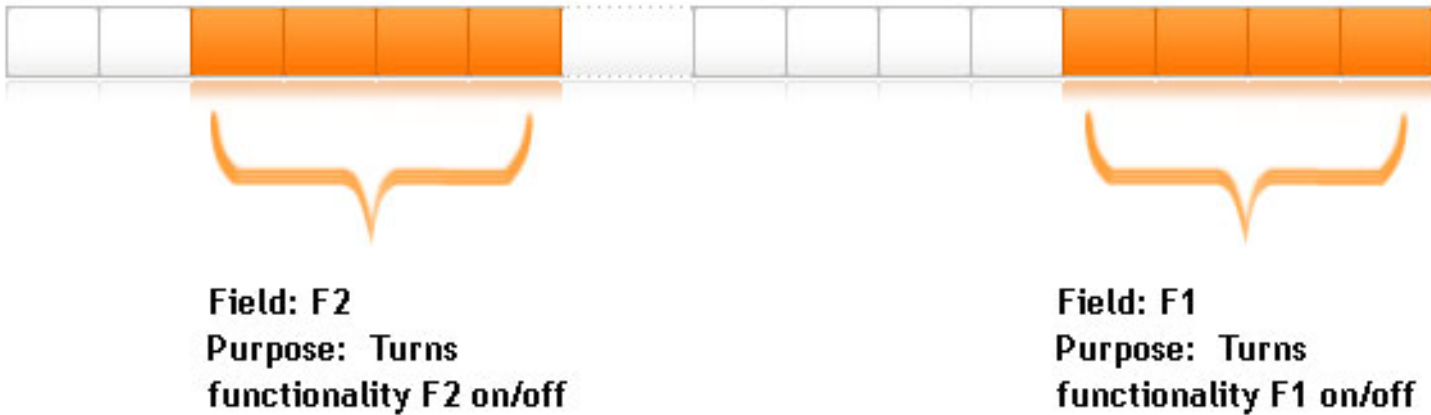 Field: F2
Purpose: Turns
functionality F2 on/off
Field: F1
Purpose: Turns
functionality F1 on/off